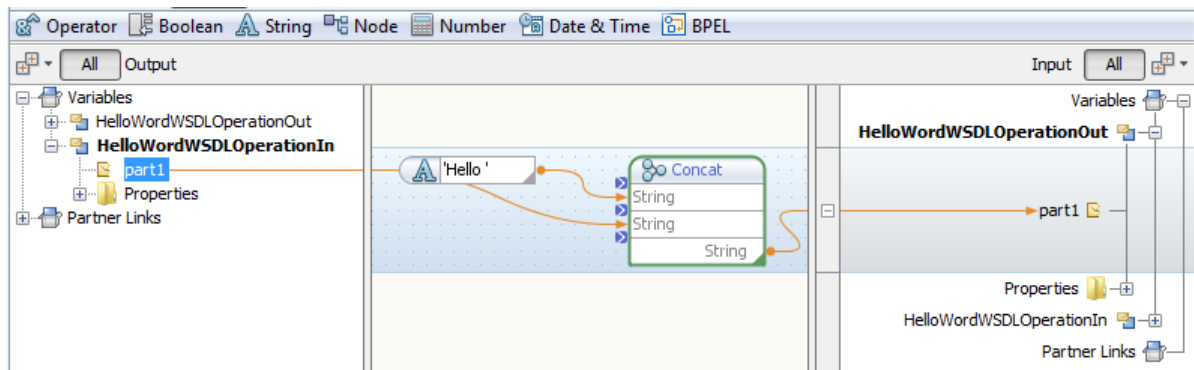 Operator Boolean String Node Number Date & Time BPEL
All Output
Input All
Variables
HelloWordWSDLOperationOut
HelloWordWSDLOperationIn
part1
Properties
Partner Links
'Hello '
Concat
String
String
String
Variables
HelloWordWSDLOperationOut
part1
Properties
HelloWordWSDLOperationIn
Partner Links